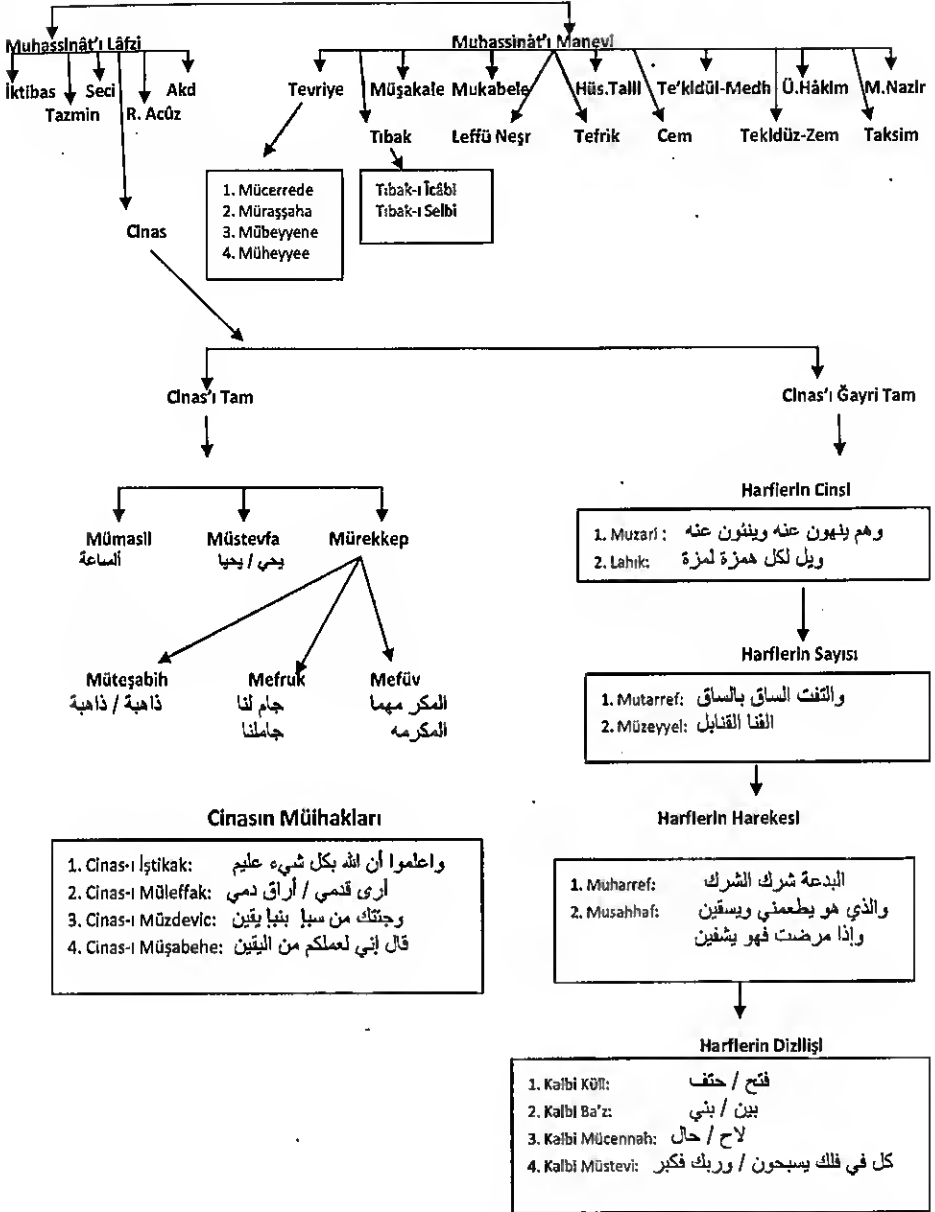 Muhassinât'ı Lâfzi
Muhassinât'ı Manevi
İktibas Seci Akd
Tazmin R. Acûz
Tevriye Müşakale Mukabele Hüs.Talil Te'kidül-Medh Ü.Hâkim M.Nazir
Tıbak Leffü Neşr Tefrik Cem Tekidüz-Zem Taksim
1. Mücerrede
2. Müraşşaha
3. Mübeyyene
4. Müheyyee
Tıbak-ı Îcâbî
Tıbak-ı Selbi
Cinas
Cinas'ı Tam
Cinas'ı Ğayri Tam
Mümasil Müstevfa Mürekkep
ألساعة
يحي / يحيا
Müteşabih Mefruk Mefüv
ذاهبة / ذاهبة
جام لنا
جاملنا
المكر مهما
المكرمه
Harflerin Cinsi
1. Muzari : وهم ينهون عنه وينئون عنه
2. Lahık: ويل لكل همزة لمزة
Harflerin Sayısı
1. Mutarref: والتفت الساق بالساق
2. Müzeyyel: القنا القنابل
Cinasın Mülhakları
1. Cinas-ı İştikak: واعلموا أن الله بكل شيء عليم
2. Cinas-ı Müleffak: أرى قدمي / أراق دمي
3. Cinas-ı Müzdevic: وجئتك من سبإ بنبإ يقين
4. Cinas-ı Müşabehe: قال إني لعملكم من اليقين
Harflerin Harekesi
1. Muharref: البدعة شرك الشرك
2. Musahhaf: والذي هو يطعمني ويسقين
وإذا مرضت فهو يشفين
Harflerin Dizilişi
1. Kalbi Küll: فتح / حتف
2. Kalbi Ba'z: بين / بني
3. Kalbi Mücennah: لاح / حال
4. Kalbi Müstevi: كل في فلك يسبحون / وربك فكبر